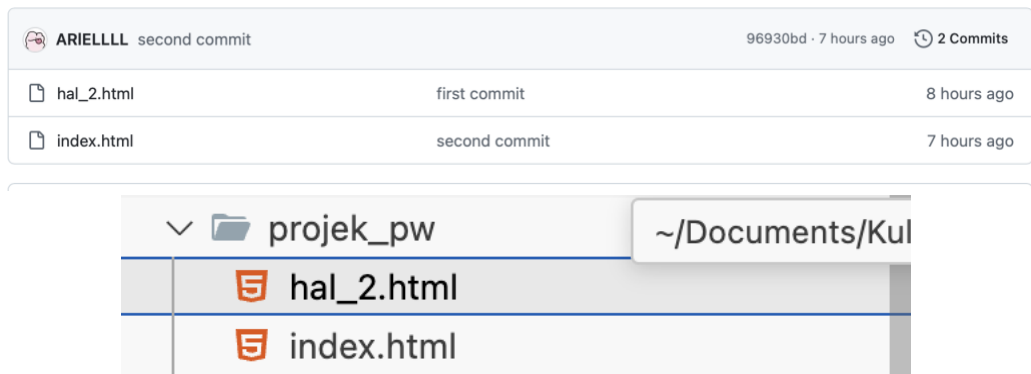 ARIELLLL second commit 96930bd · 7 hours ago 2 Commits
hal_2.html first commit 8 hours ago
index.html second commit 7 hours ago
projek_pw ~/Documents/Kul
hal_2.html
index.html